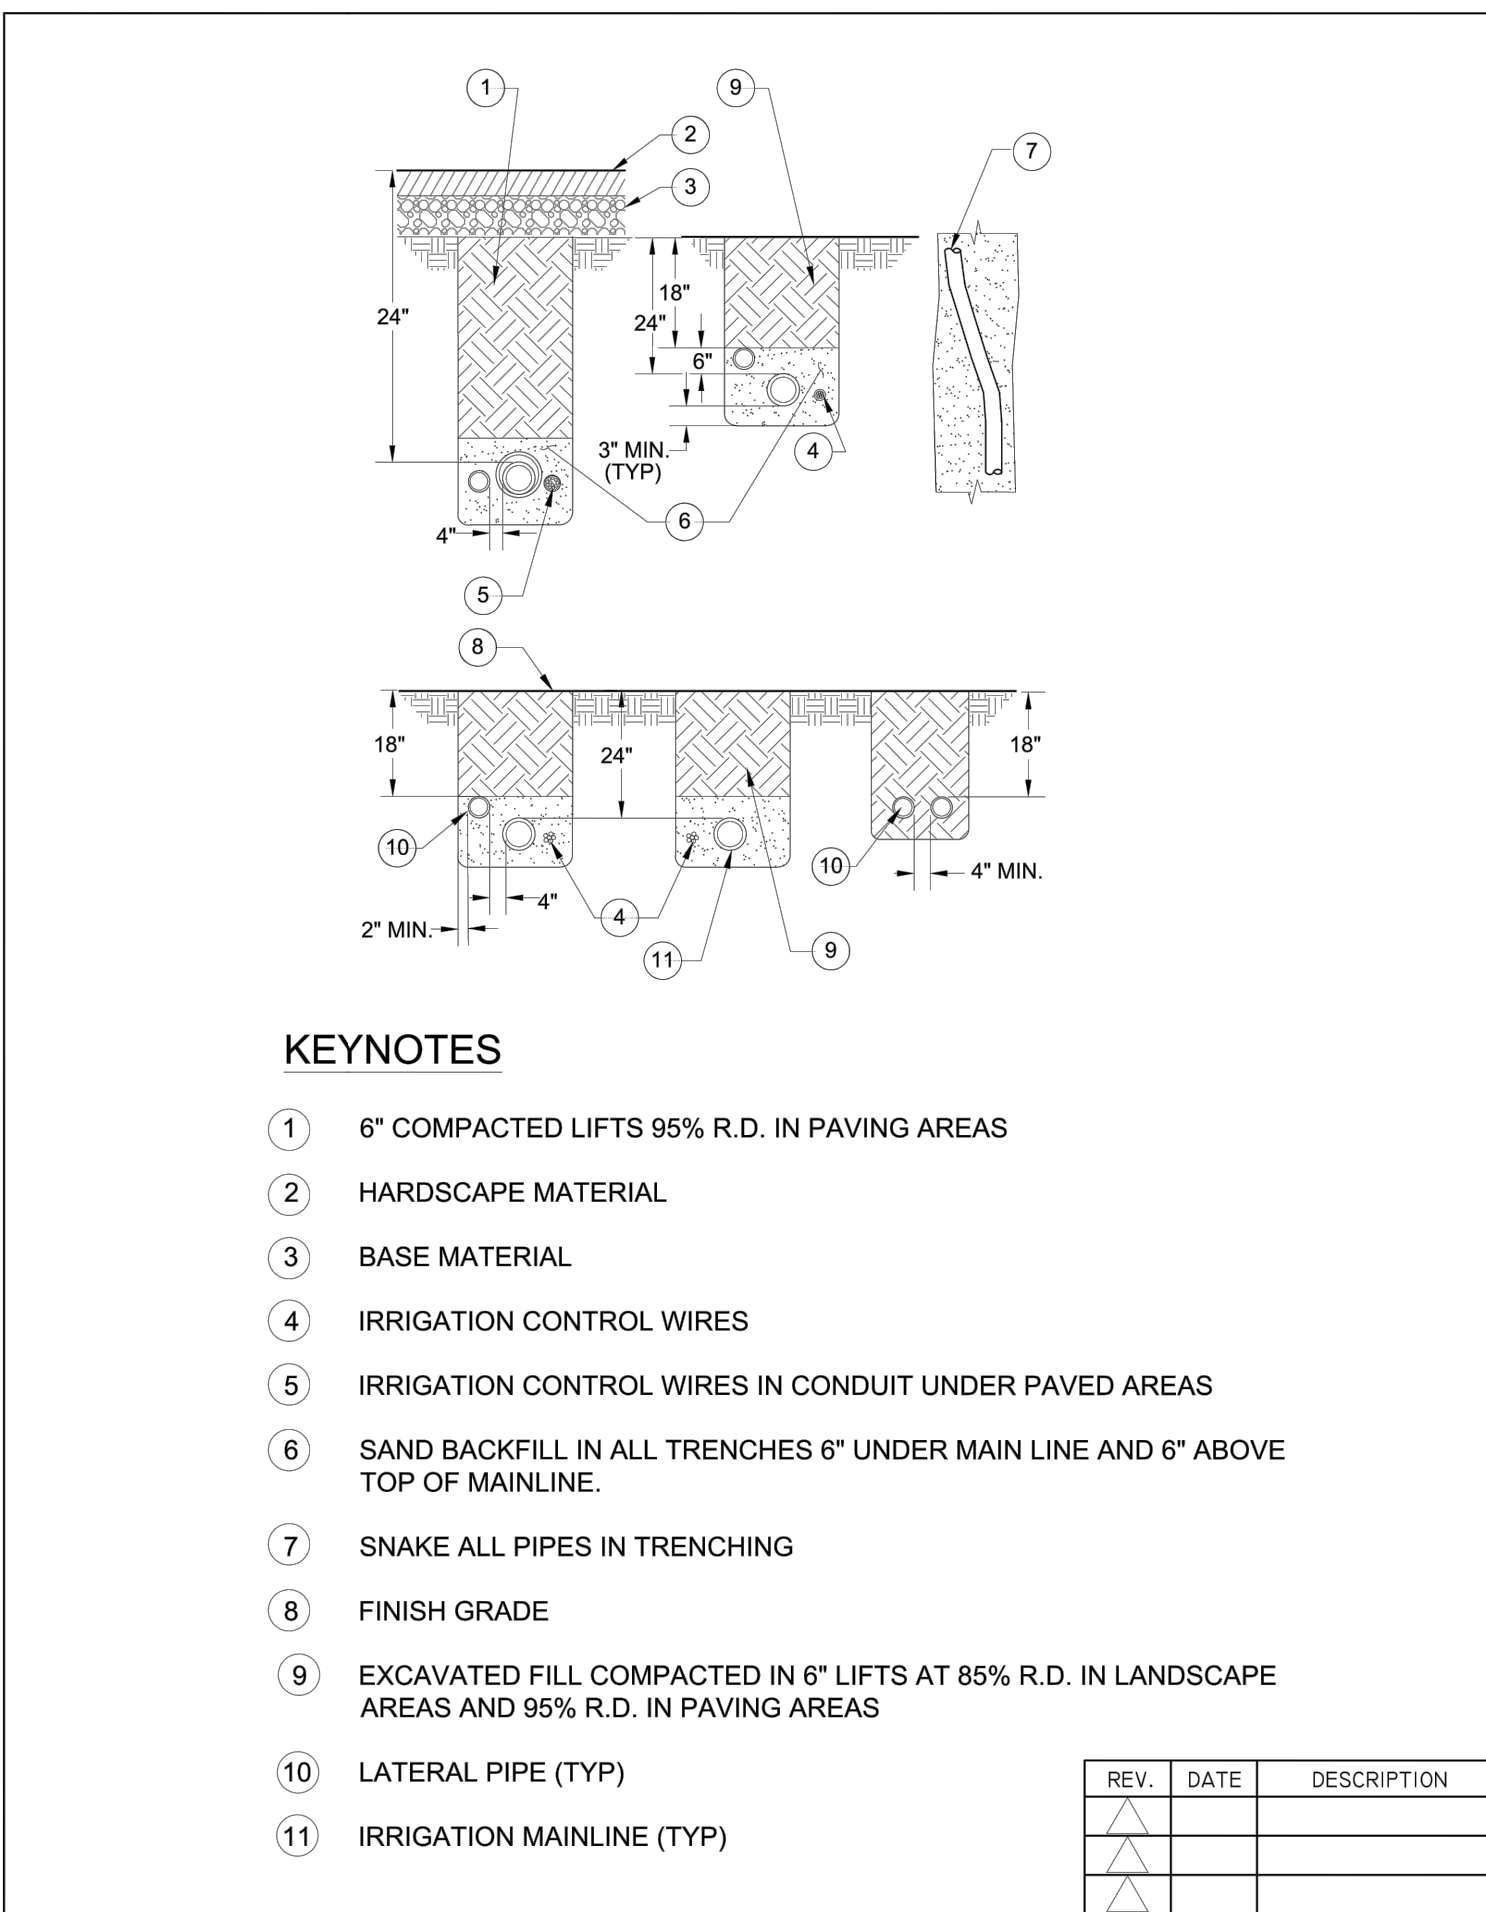 1
9
2
7
3
24"
18"
24"
6"
3" MIN.
(TYP)
4
6
4"
5
8
18"
24"
18"
10
10
4" MIN.
4"
4
2" MIN.
11
9
KEYNOTES
1 6" COMPACTED LIFTS 95% R.D. IN PAVING AREAS
2 HARDSCAPE MATERIAL
3 BASE MATERIAL
4 IRRIGATION CONTROL WIRES
5 IRRIGATION CONTROL WIRES IN CONDUIT UNDER PAVED AREAS
6 SAND BACKFILL IN ALL TRENCHES 6" UNDER MAIN LINE AND 6" ABOVE
TOP OF MAINLINE.
7 SNAKE ALL PIPES IN TRENCHING
8 FINISH GRADE
9 EXCAVATED FILL COMPACTED IN 6" LIFTS AT 85% R.D. IN LANDSCAPE
AREAS AND 95% R.D. IN PAVING AREAS
10 LATERAL PIPE (TYP)
11 IRRIGATION MAINLINE (TYP)
REV. DATE DESCRIPTION